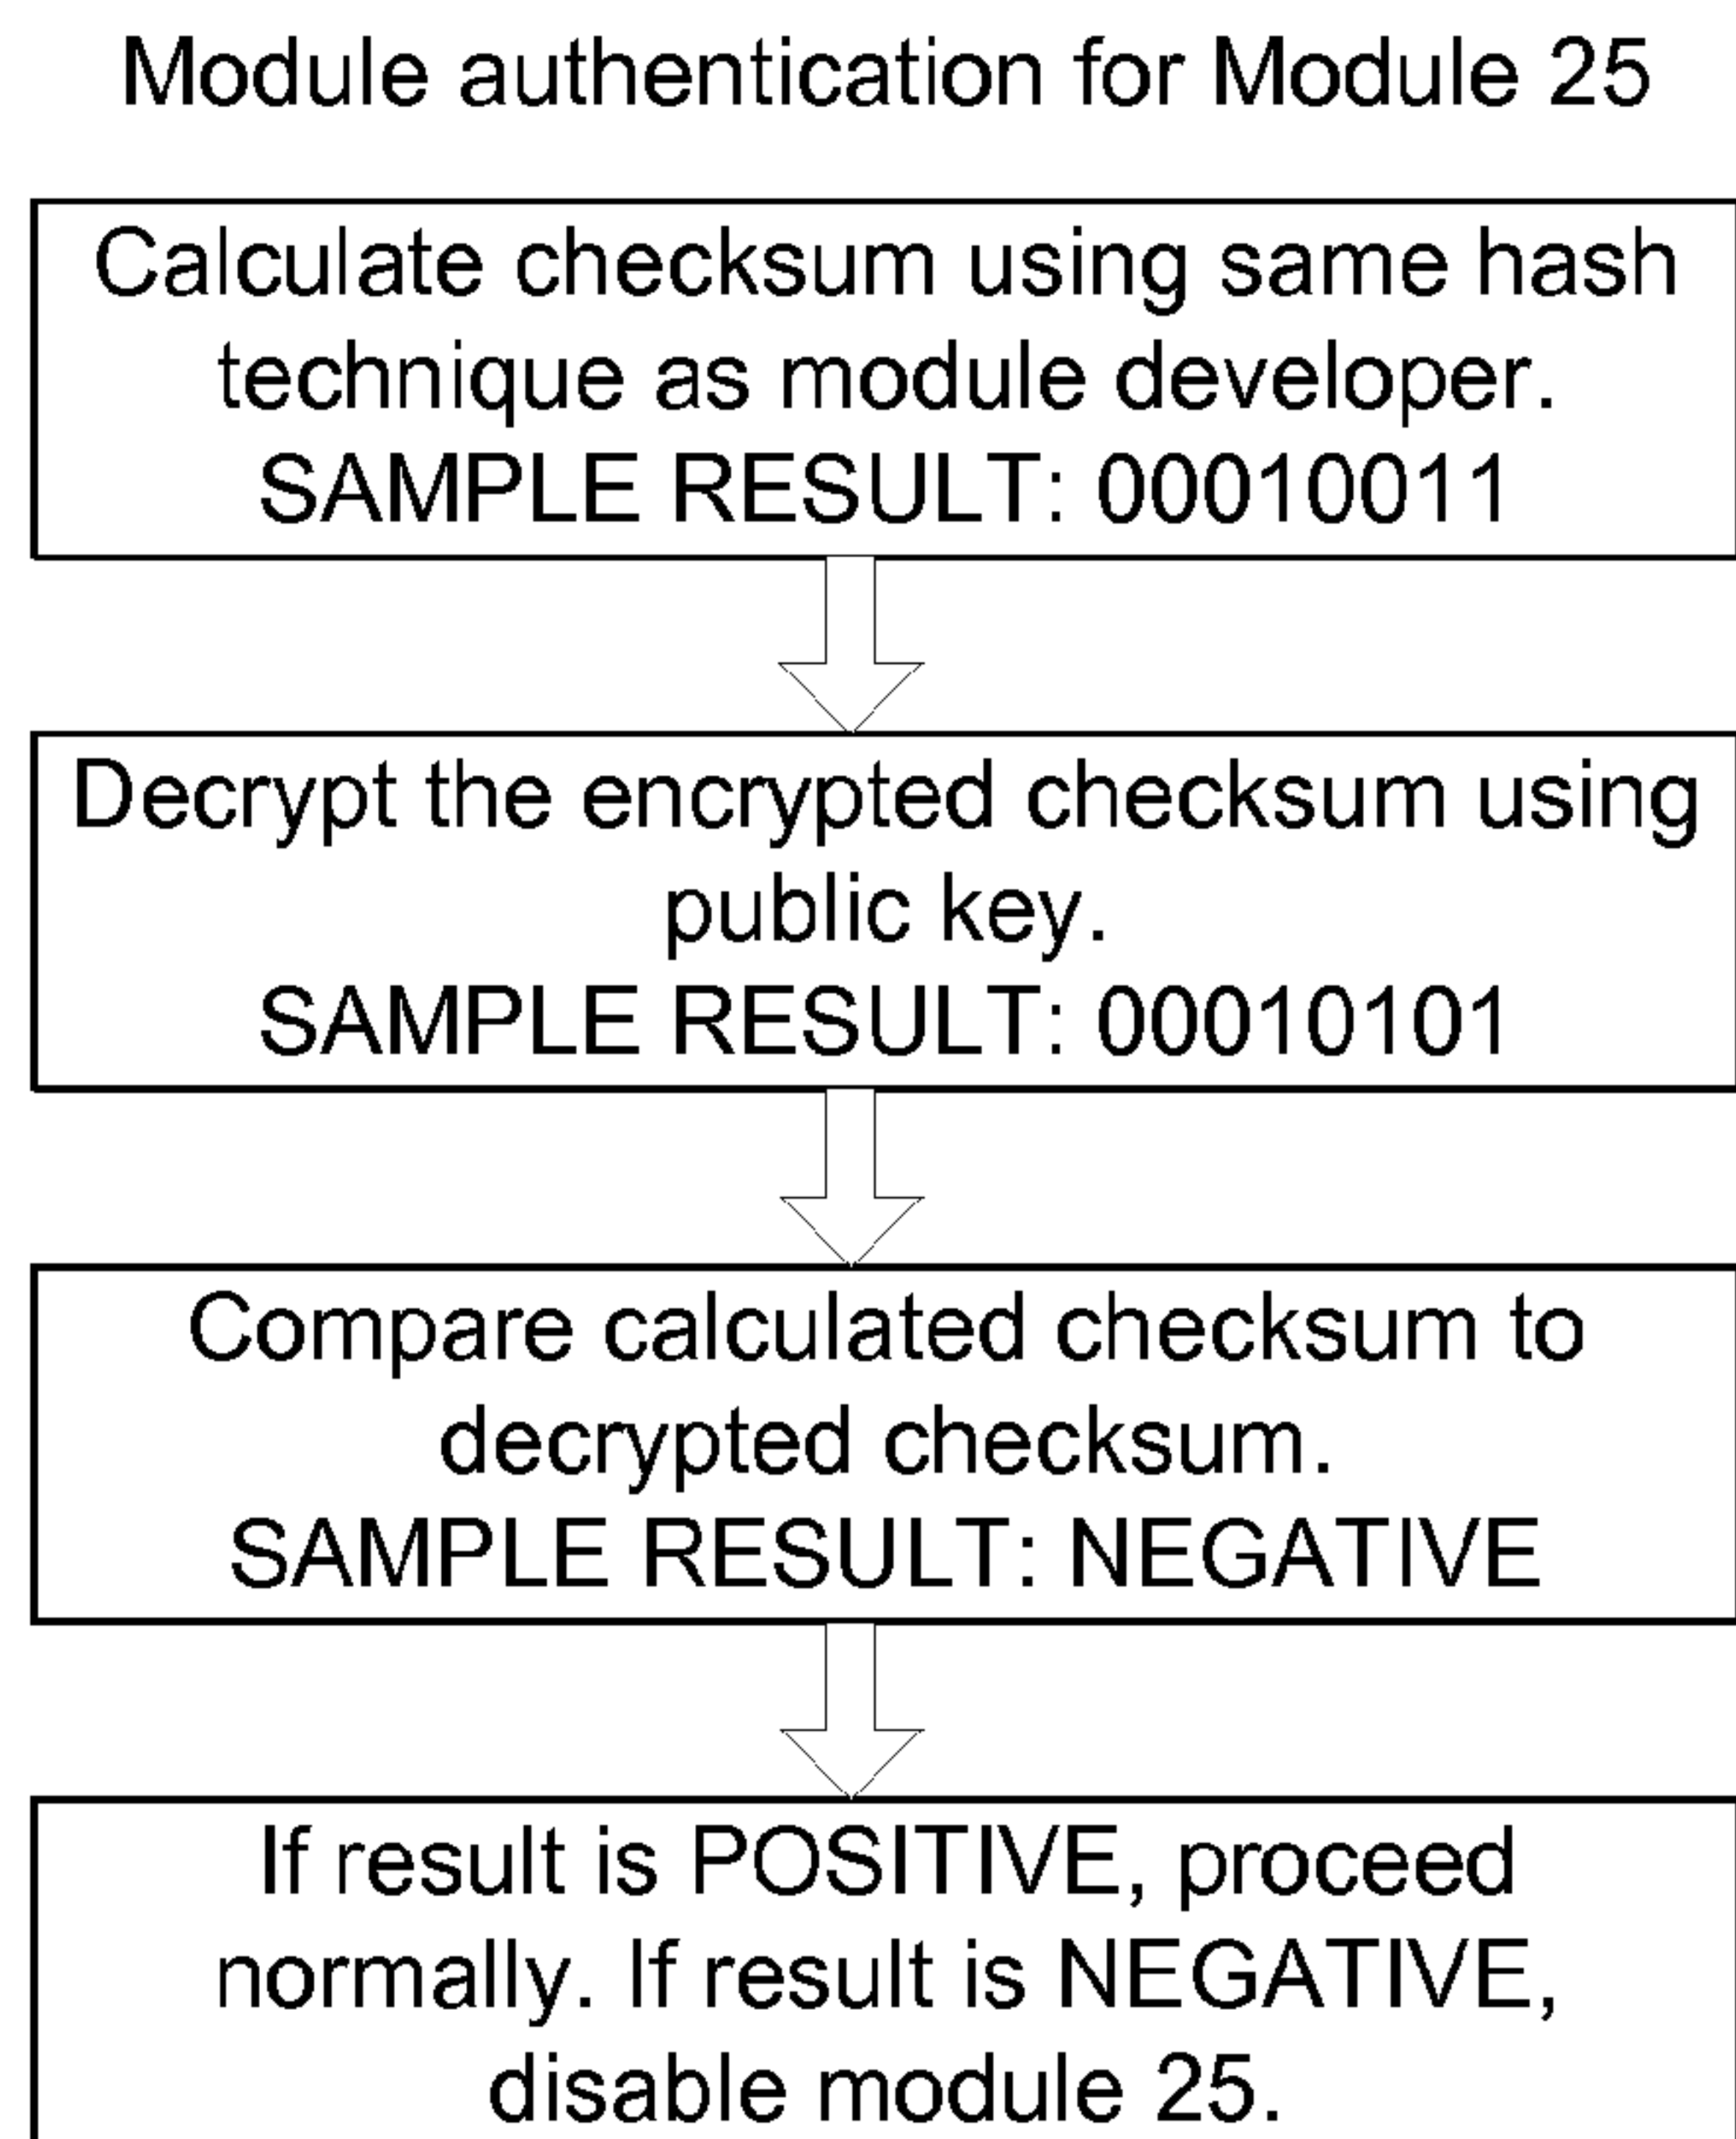 Module authentication for Module 25
Calculate checksum using same hash
technique as module developer.
SAMPLE RESULT: 00010011
Decrypt the encrypted checksum using
public key.
SAMPLE RESULT: 00010101
Compare calculated checksum to
decrypted checksum.
SAMPLE RESULT: NEGATIVE
If result is POSITIVE, proceed
normally. If result is NEGATIVE,
disable module 25.